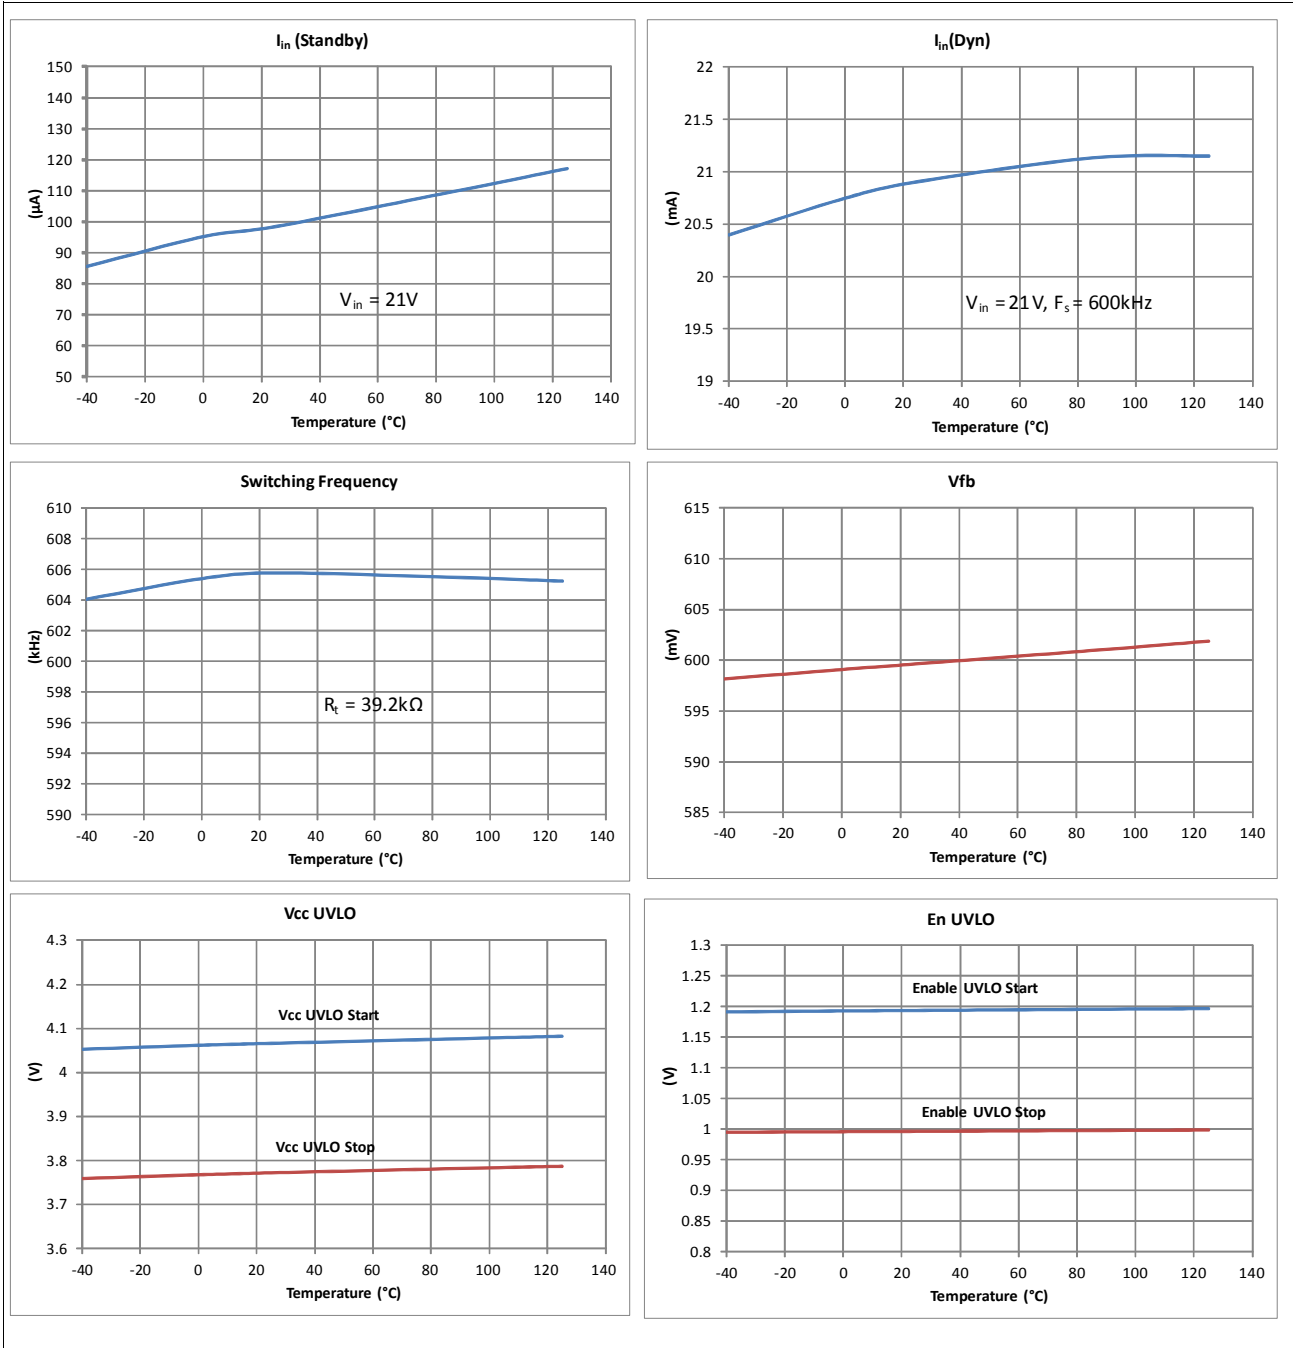 I_in (Standby)
150
140
130
120
110
100
90
80
70
60
50
(µA)
V_in = 21V
-40 -20 0 20 40 60 80 100 120 140
Temperature (°C)
I_in(Dyn)
22
21.5
21
20.5
20
19.5
19
(mA)
V_in = 21V, F_s = 600kHz
-40 -20 0 20 40 60 80 100 120 140
Temperature (°C)
Switching Frequency
610
608
606
604
602
600
598
596
594
592
590
(kHz)
R_t = 39.2kΩ
-40 -20 0 20 40 60 80 100 120 140
Temperature (°C)
Vfb
615
610
605
600
595
590
585
(mV)
-40 -20 0 20 40 60 80 100 120 140
Temperature (°C)
Vcc UVLO
4.3
4.2
4.1
4
3.9
3.8
3.7
3.6
(V)
Vcc UVLO Start
Vcc UVLO Stop
-40 -20 0 20 40 60 80 100 120 140
Temperature (°C)
En UVLO
1.3
1.25
1.2
1.15
1.1
1.05
1
0.95
0.9
0.85
0.8
(V)
Enable UVLO Start
Enable UVLO Stop
-40 -20 0 20 40 60 80 100 120 140
Temperature (°C)